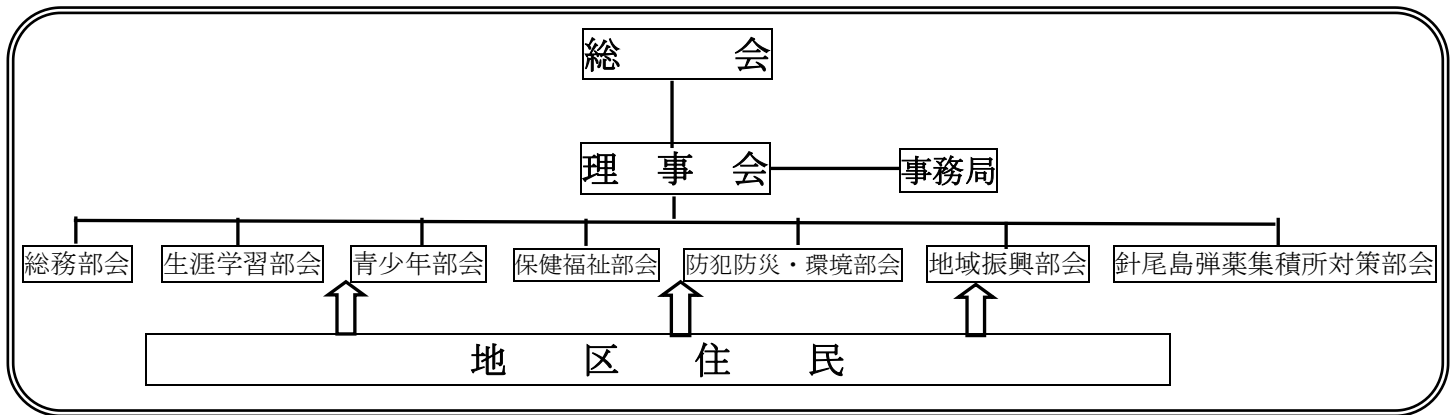 総会
理事会
事務局
総務部会
生涯学習部会
青少年部会
保健福祉部会
防犯防災・環境部会
地域振興部会
針尾島弾薬集積所対策部会
地区住民